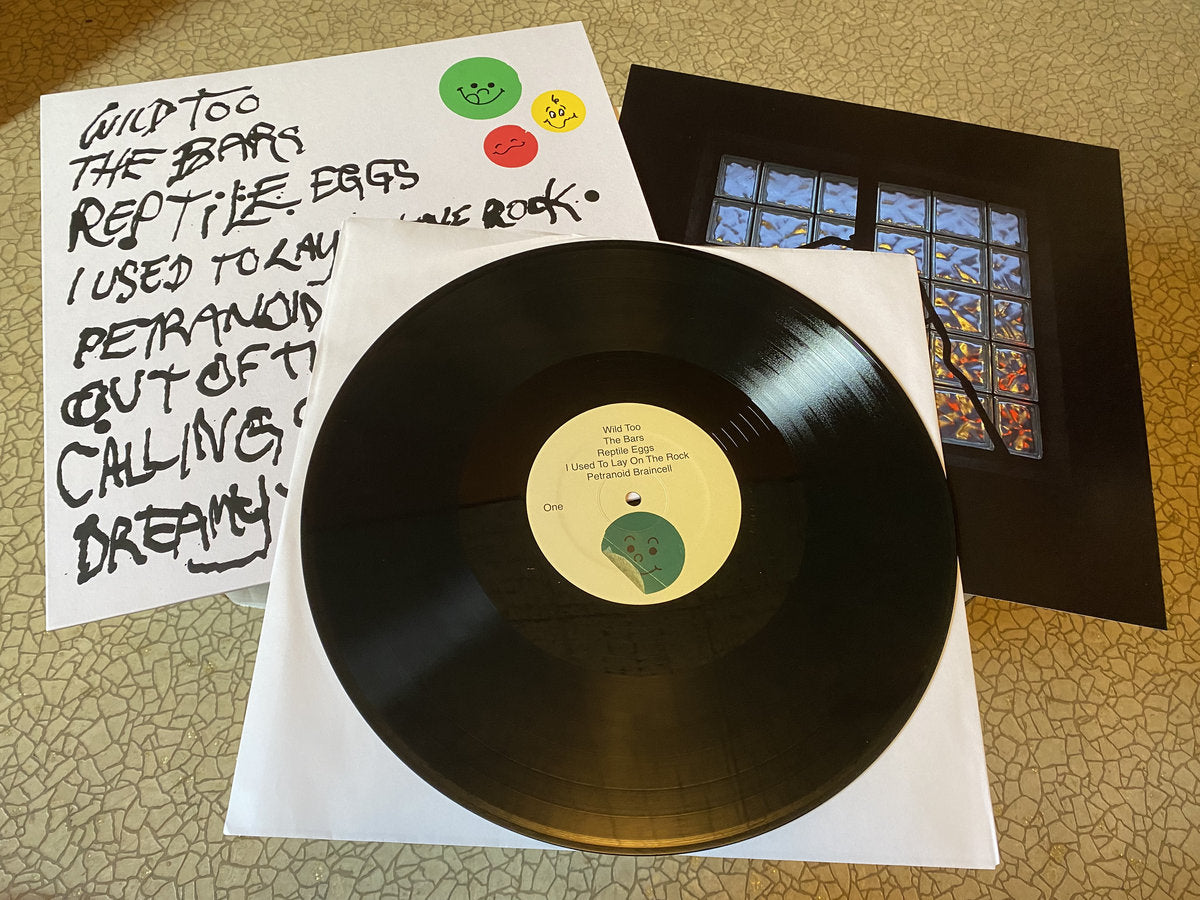 WILD TOO
THE BARS
REPTILE EGGS
I USED TO LAY ROCK.
PETRANOID
OUT OF
CALLING
DREAMY
Wild Too
The Bars
Reptile Eggs
I Used To Lay On The Rock
Petranoid Braincell
One